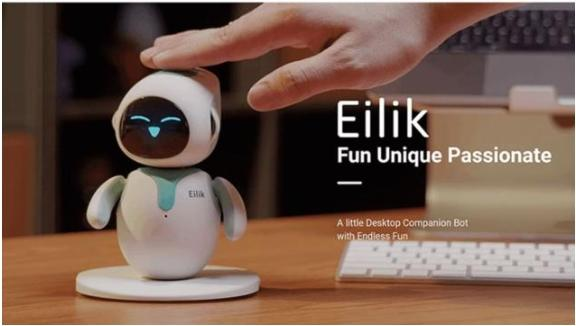 Eilik
Fun Unique Passionate
A little Desktop Companion Bot
with Endless Fun
Eilik